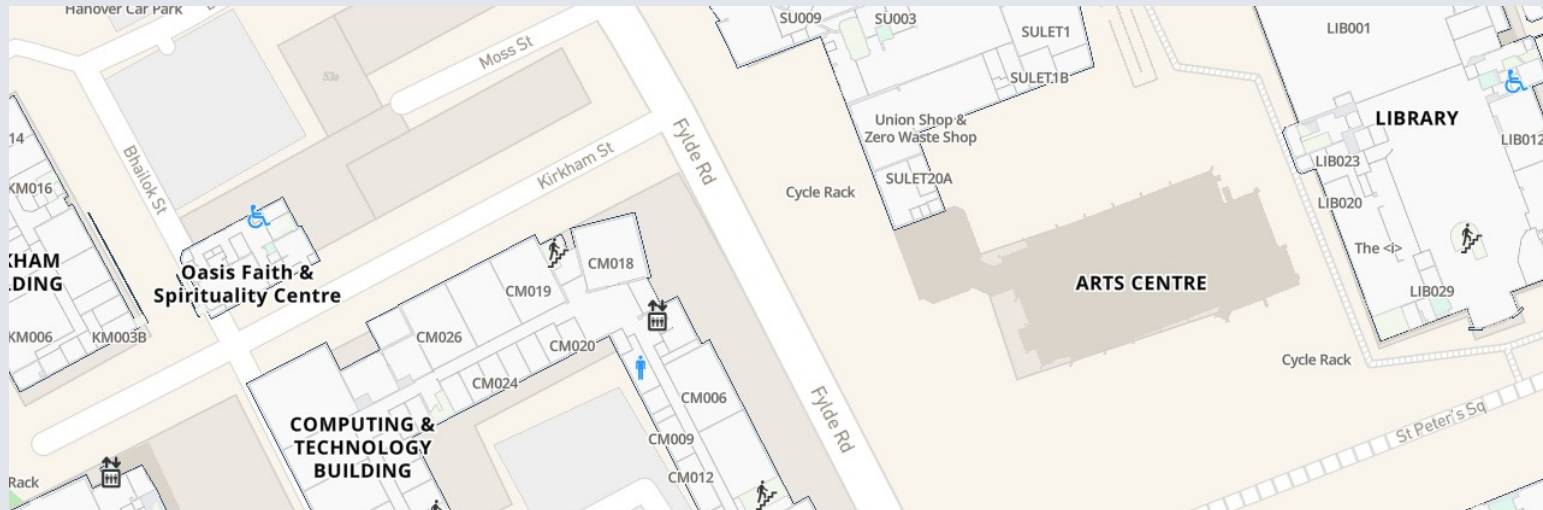 Hanover Car Park
SU009
SU003
LIB001
SULET1
Moss St
53a
SULET1B
LIBRARY
Union Shop &
Zero Waste Shop
14
Fylde Rd
LIB012
Bhailok St
Kirkham St
LIB023
KM016
SULET20A
Cycle Rack
LIB020
The <i>
KHAM
LDING
Oasis Faith &
Spirituality Centre
CM018
ARTS CENTRE
CM019
LIB029
KM006
KM003B
CM026
CM020
Cycle Rack
CM024
CM006
Fylde Rd
St Peter's Sq
COMPUTING &
TECHNOLOGY
BUILDING
CM009
CM012
Rack